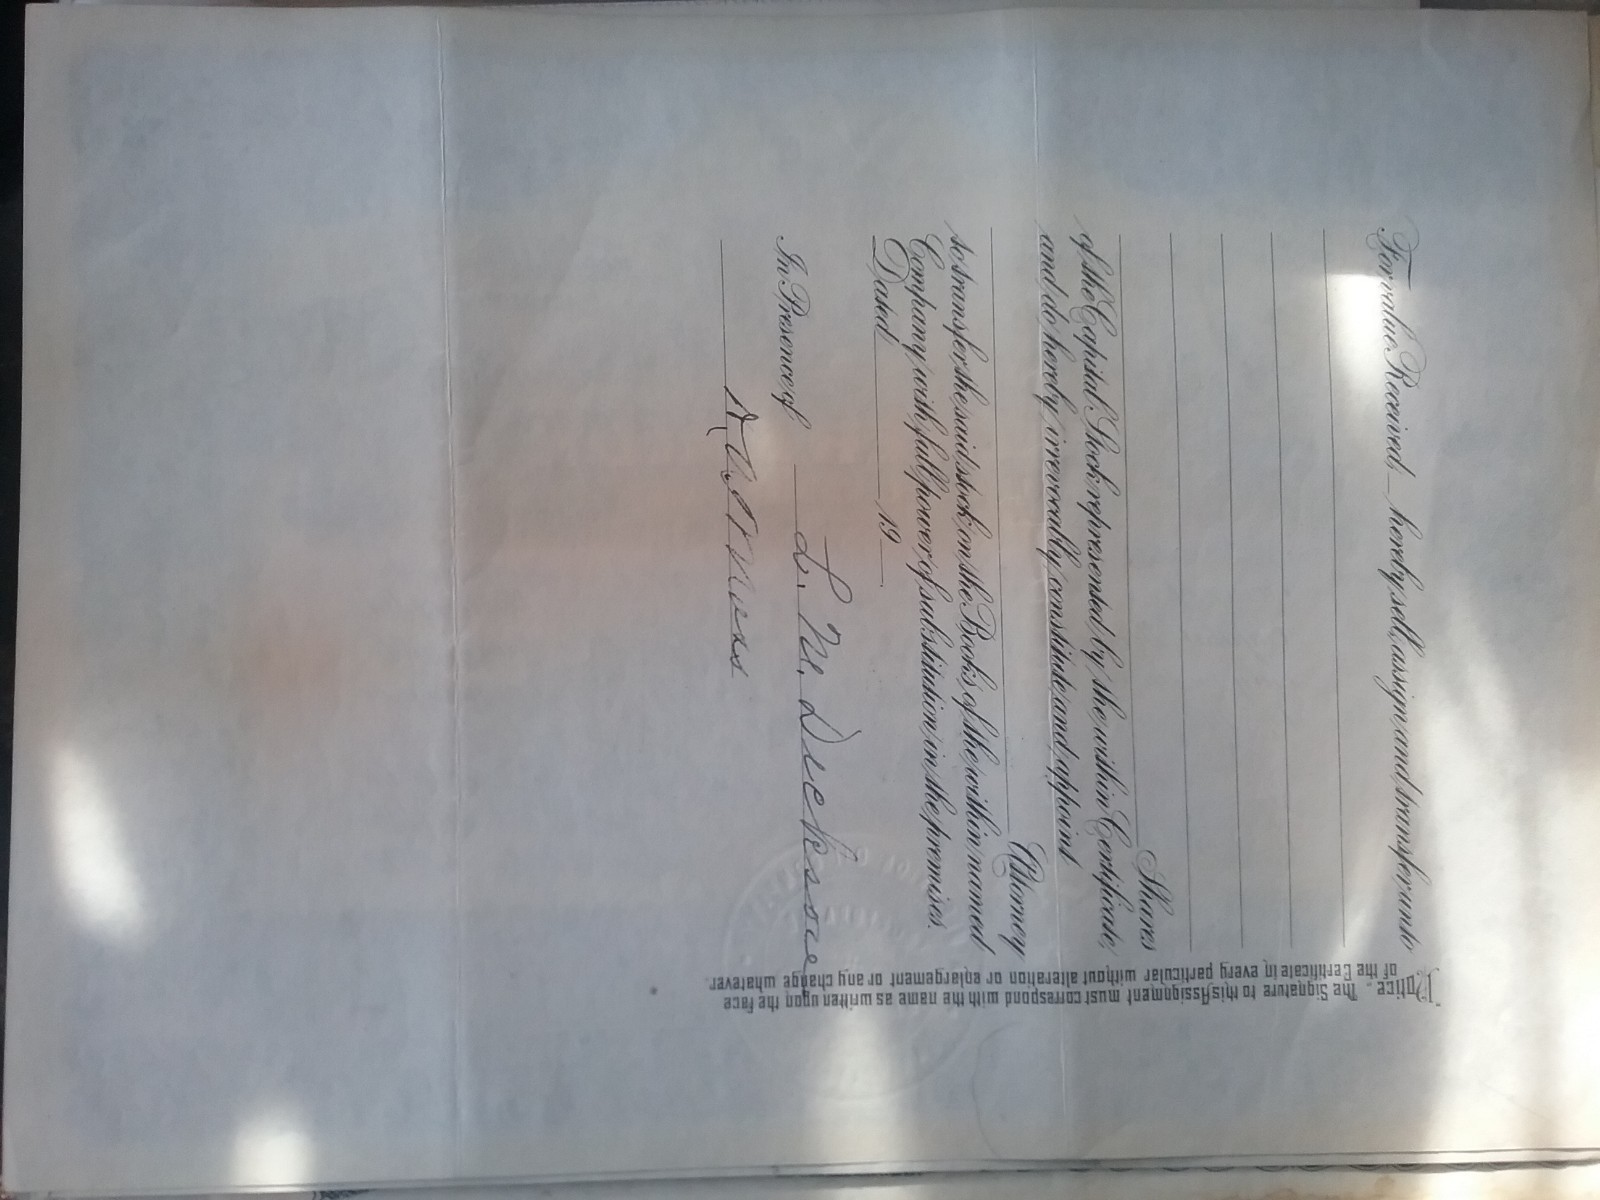 For value Received, hereby sell, assign and transfer unto
Shares
of the Capital Stock represented by the within Certificate,
and do hereby irrevocably constitute and appoint
Attorney
to transfer the said stock on the Books of the within named
Company with full power of substitution in the premises.
Dated 19
In Presence of
L. M.
Notice. The Signature to this Assignment must correspond with the name as written upon the face
of the Certificate in every particular without alteration or enlargement or any change whatever.